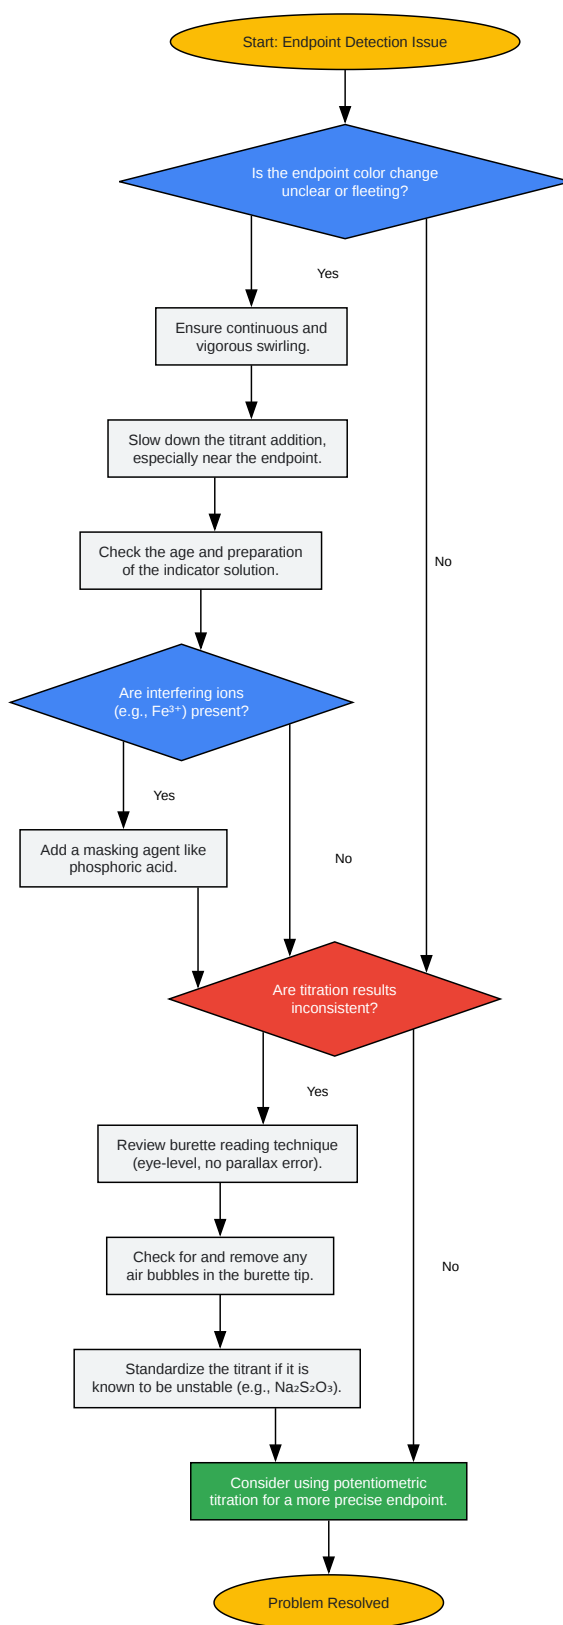 Start: Endpoint Detection Issue
Is the endpoint color change
unclear or fleeting?
Yes
Ensure continuous and
vigorous swirling.
Slow down the titrant addition,
especially near the endpoint.
Check the age and preparation
of the indicator solution.
No
Are interfering ions
(e.g., Fe³⁺) present?
Yes
Add a masking agent like
phosphoric acid.
No
Are titration results
inconsistent?
Yes
Review burette reading technique
(eye-level, no parallax error).
Check for and remove any
air bubbles in the burette tip.
No
Standardize the titrant if it is
known to be unstable (e.g., Na₂S₂O₃).
Consider using potentiometric
titration for a more precise endpoint.
Problem Resolved